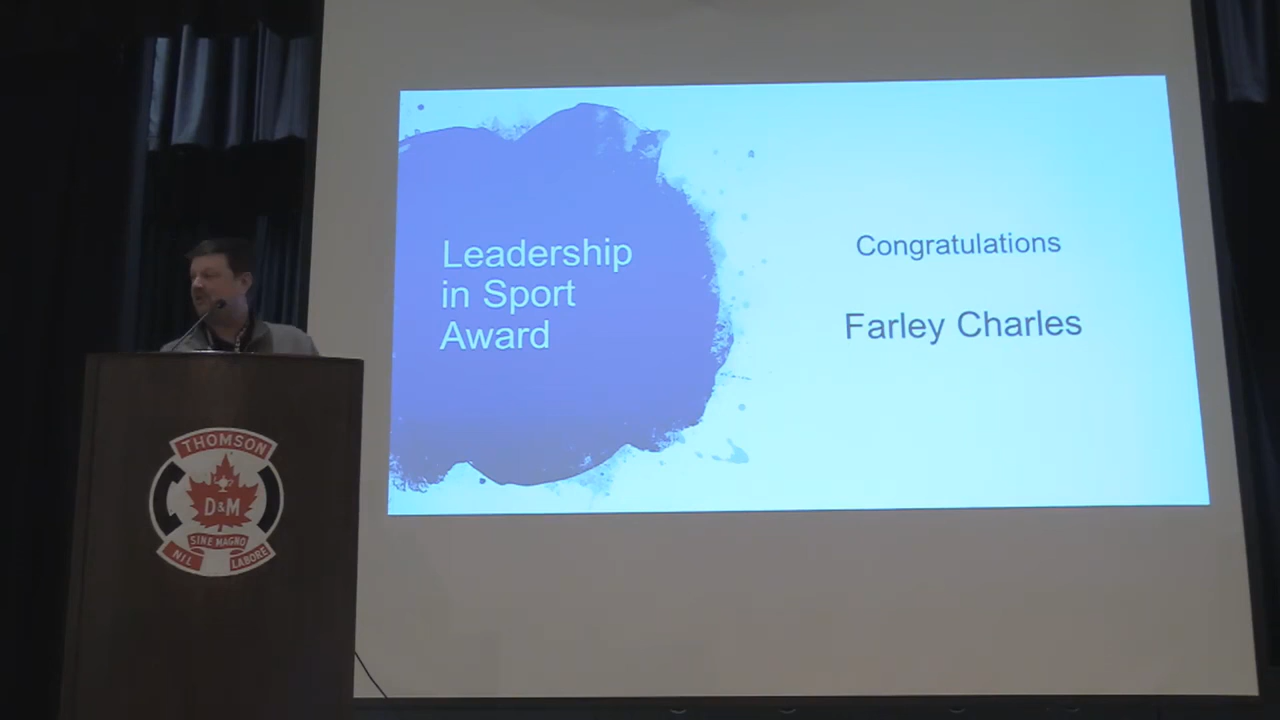 Leadership
in Sport
Award
Congratulations
Farley Charles
THOMSON
D&M
SINE MAGNO
NIL
LABORE